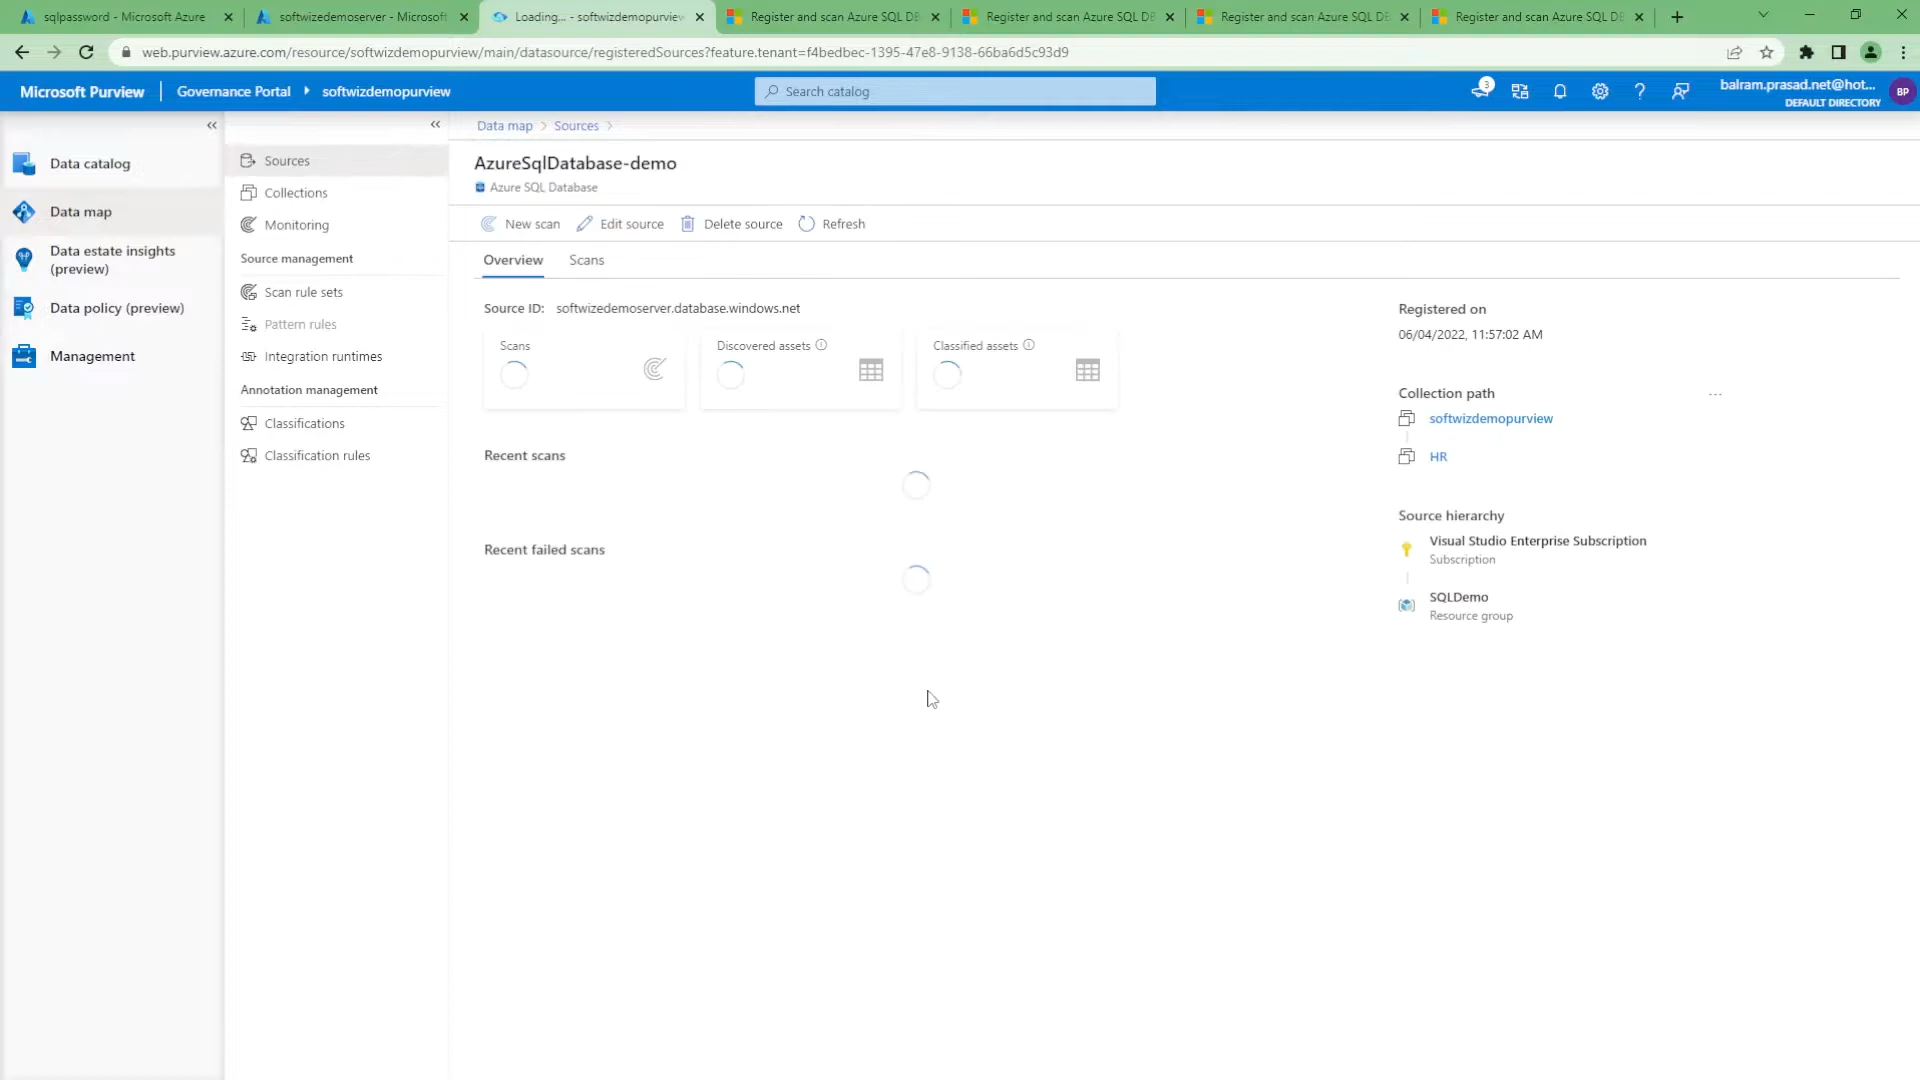 sqlpassword - Microsoft Azure
softwizedemoserver - Microsoft
Loading... - softwizdemopurview
Register and scan Azure SQL DB
Register and scan Azure SQL DB
Register and scan Azure SQL DB
Register and scan Azure SQL DB
web.purview.azure.com/resource/softwizdemopurview/main/datasource/registeredSources?feature.tenant=f4bedbec-1395-47e8-9138-66ba6d5c93d9
Microsoft Purview
Governance Portal
softwizdemopurview
Search catalog
3
balram.prasad.net@hot...
DEFAULT DIRECTORY
BP
Data catalog
Data map
Data estate insights
(preview)
Data policy (preview)
Management
Sources
Collections
Monitoring
Source management
Scan rule sets
Pattern rules
Integration runtimes
Annotation management
Classifications
Classification rules
Data map > Sources >
AzureSqlDatabase-demo
Azure SQL Database
New scan
Edit source
Delete source
Refresh
Overview
Scans
Source ID: softwizedemoserver.database.windows.net
Scans
Discovered assets
Classified assets
Recent scans
Recent failed scans
Registered on
06/04/2022, 11:57:02 AM
Collection path
...
softwizdemopurview
HR
Source hierarchy
Visual Studio Enterprise Subscription
Subscription
SQLDemo
Resource group